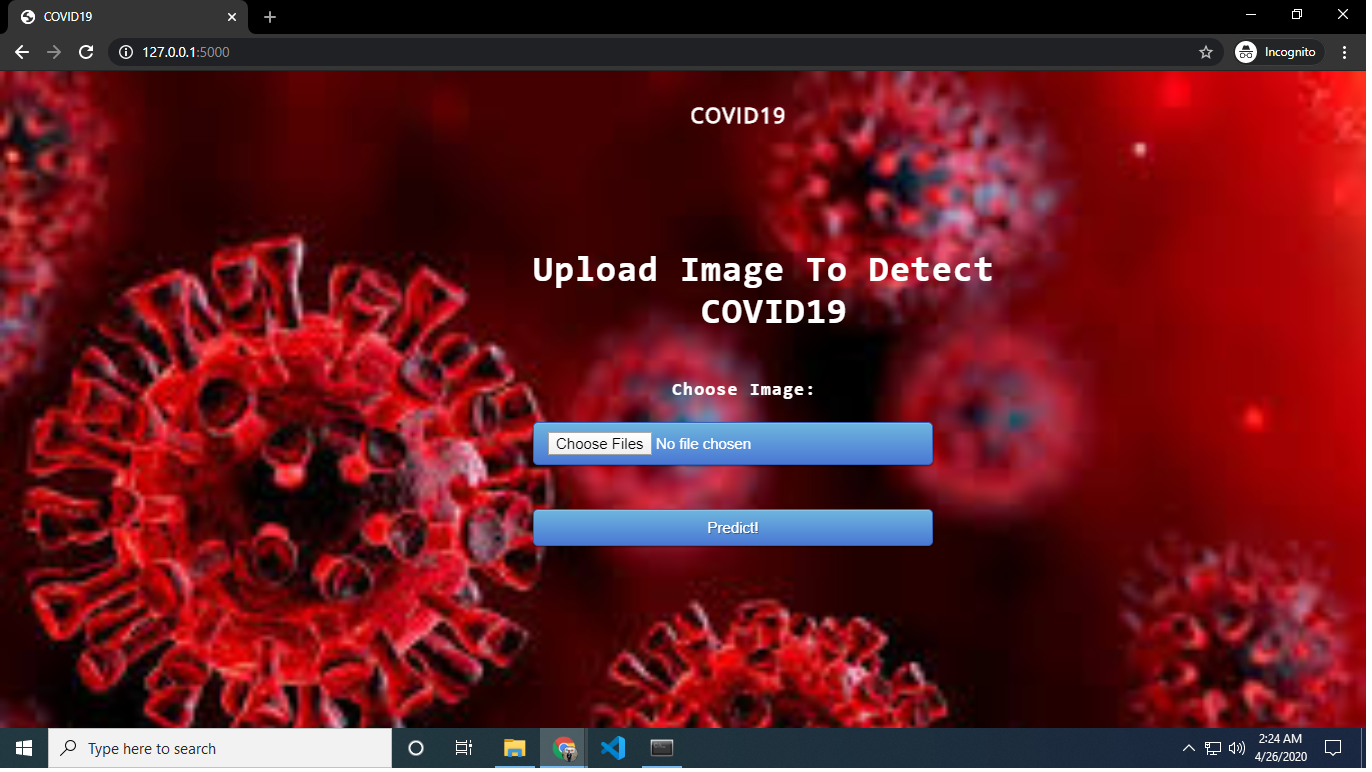 COVID19
127.0.0.1:5000
Incognito
COVID19
Upload Image To Detect
COVID19
Choose Image:
Choose Files No file chosen
Predict!
Type here to search
2:24 AM
4/26/2020